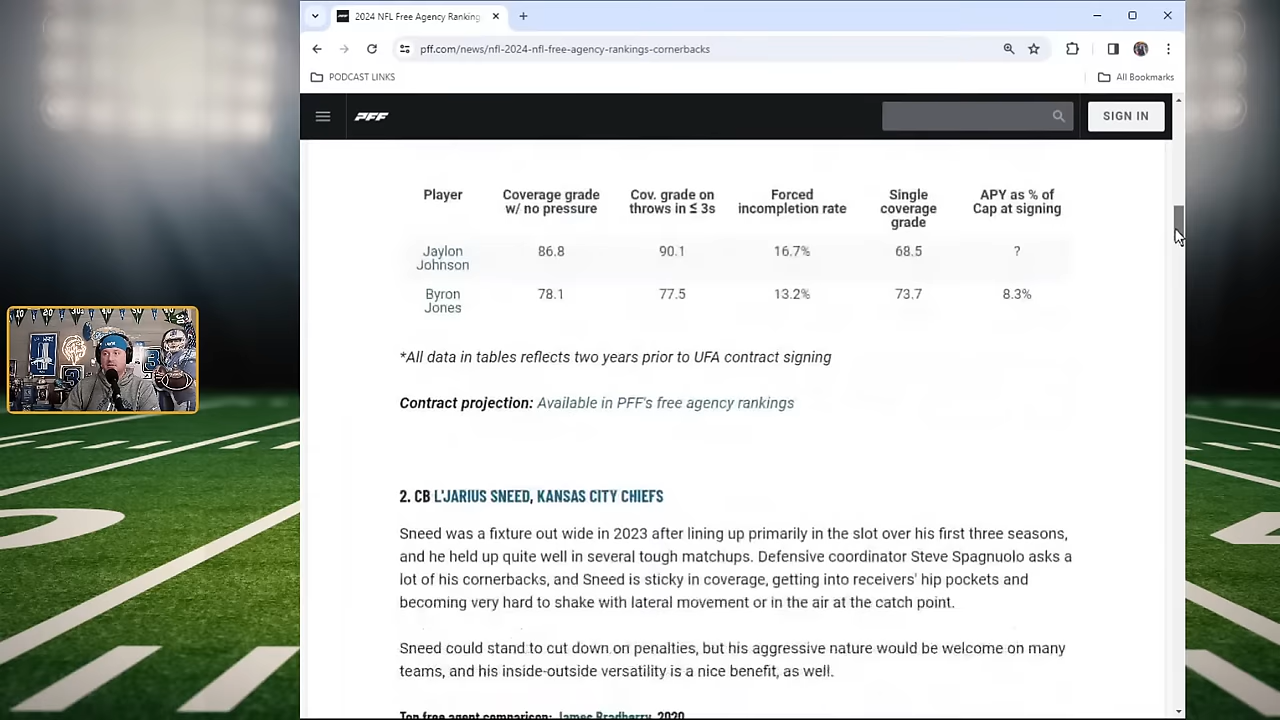 2024 NFL Free Agency Ranking
pff.com/news/nfl-2024-nfl-free-agency-rankings-cornerbacks
PODCAST LINKS
All Bookmarks
PFF
SIGN IN
Player
Coverage grade w/ no pressure
Cov. grade on throws in ≤ 3s
Forced incompletion rate
Single coverage grade
APY as % of Cap at signing
Jaylon Johnson 86.8 90.1 16.7% 68.5 ?
Byron Jones 78.1 77.5 13.2% 73.7 8.3%
*All data in tables reflects two years prior to UFA contract signing
Contract projection: Available in PFF's free agency rankings
2. CB L'JARIUS SNEED, KANSAS CITY CHIEFS
Sneed was a fixture out wide in 2023 after lining up primarily in the slot over his first three seasons,
and he held up quite well in several tough matchups. Defensive coordinator Steve Spagnuolo asks a
lot of his cornerbacks, and Sneed is sticky in coverage, getting into receivers' hip pockets and
becoming very hard to shake with lateral movement or in the air at the catch point.
Sneed could stand to cut down on penalties, but his aggressive nature would be welcome on many
teams, and his inside-outside versatility is a nice benefit, as well.
Top free agent comparison: James Bradberry, 2020